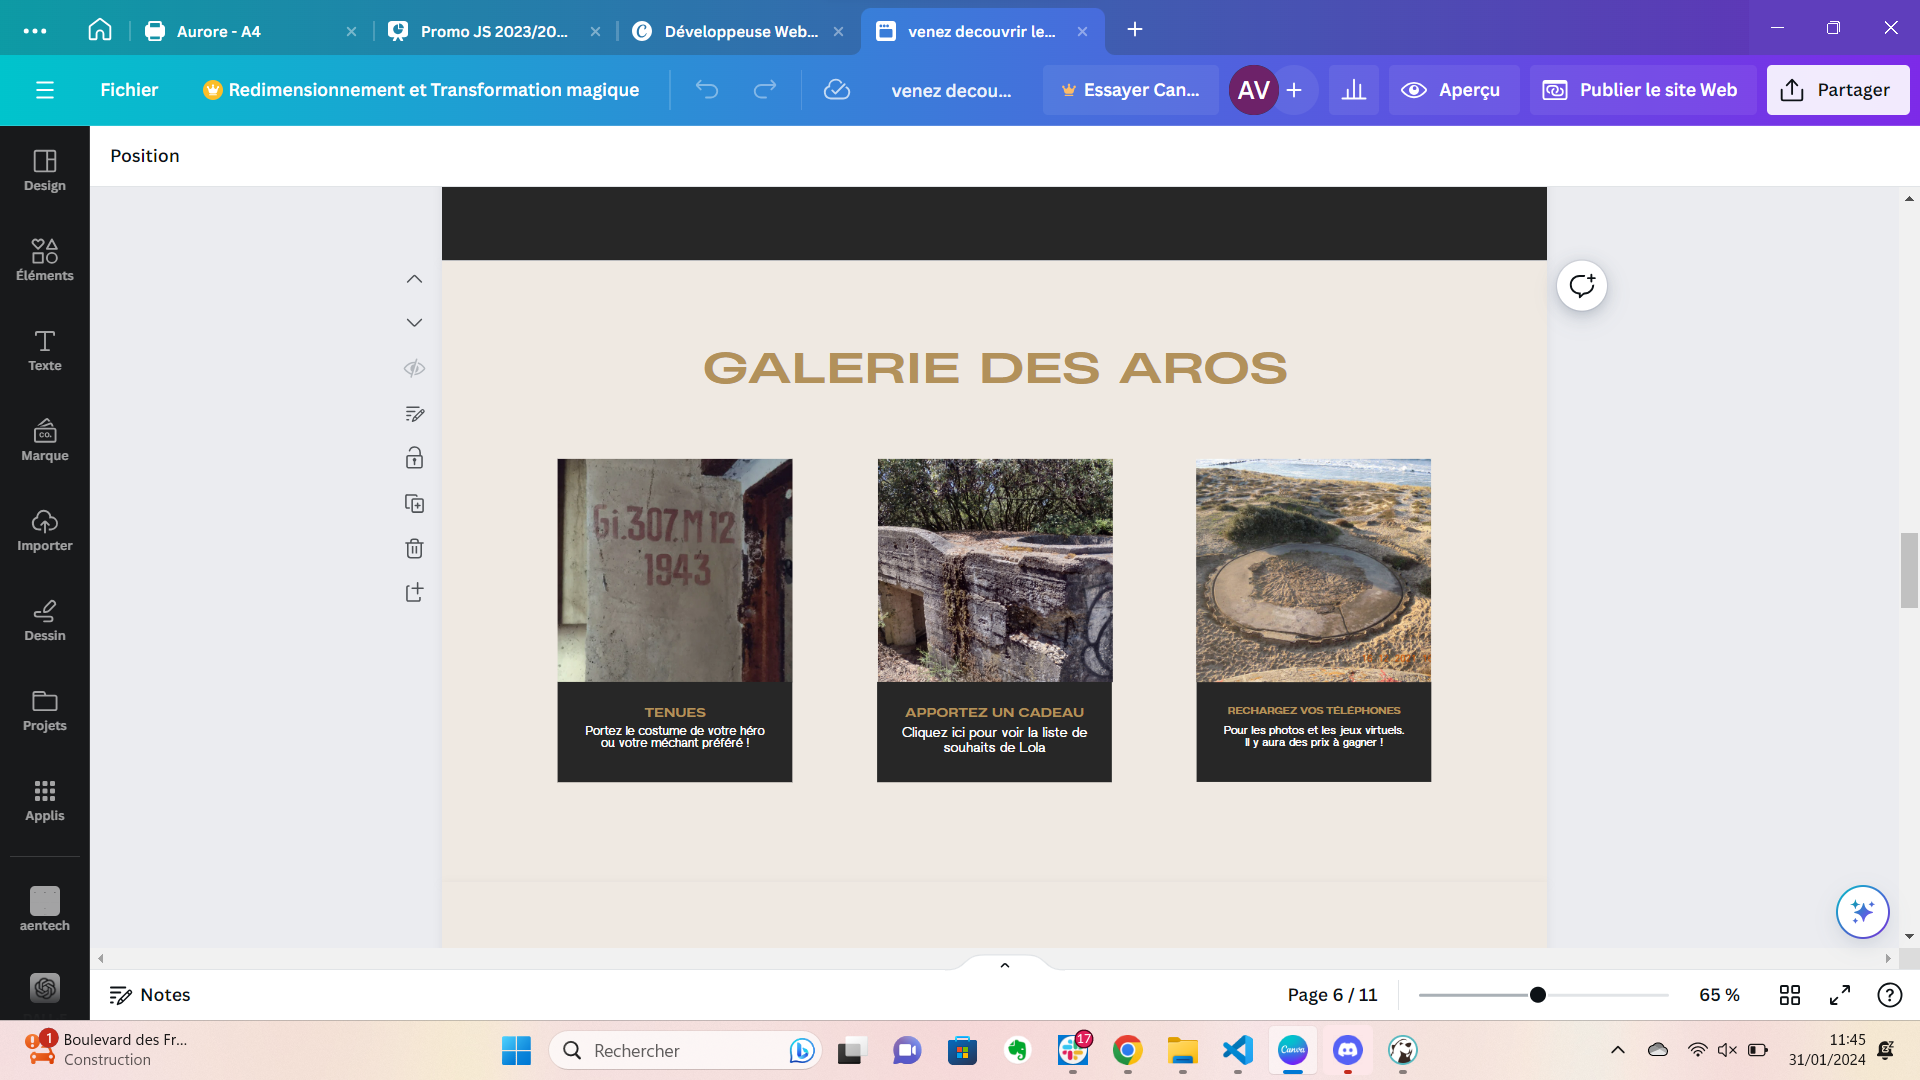 Aurore - A4
Promo JS 2023/20...
Développeuse Web...
venez decouvrir le...
Fichier
Redimensionnement et Transformation magique
venez decou...
Essayer Can...
AV
Aperçu
Publier le site Web
Partager
Position
Design
Éléments
Texte
CO.
Marque
Importer
Dessin
Projets
Applis
aentech
GALERIE DES AROS
Gi.307.M12
1943
TENUES
Portez le costume de votre héro
ou votre méchant préféré !
APPORTEZ UN CADEAU
Cliquez ici pour voir la liste de
souhaits de Lola
RECHARGEZ VOS TÉLÉPHONES
Pour les photos et les jeux virtuels.
Il y aura des prix à gagner !
Notes
Page 6 / 11
65 %
1
Boulevard des Fr...
Construction
Rechercher
17
Canva
11:45
31/01/2024